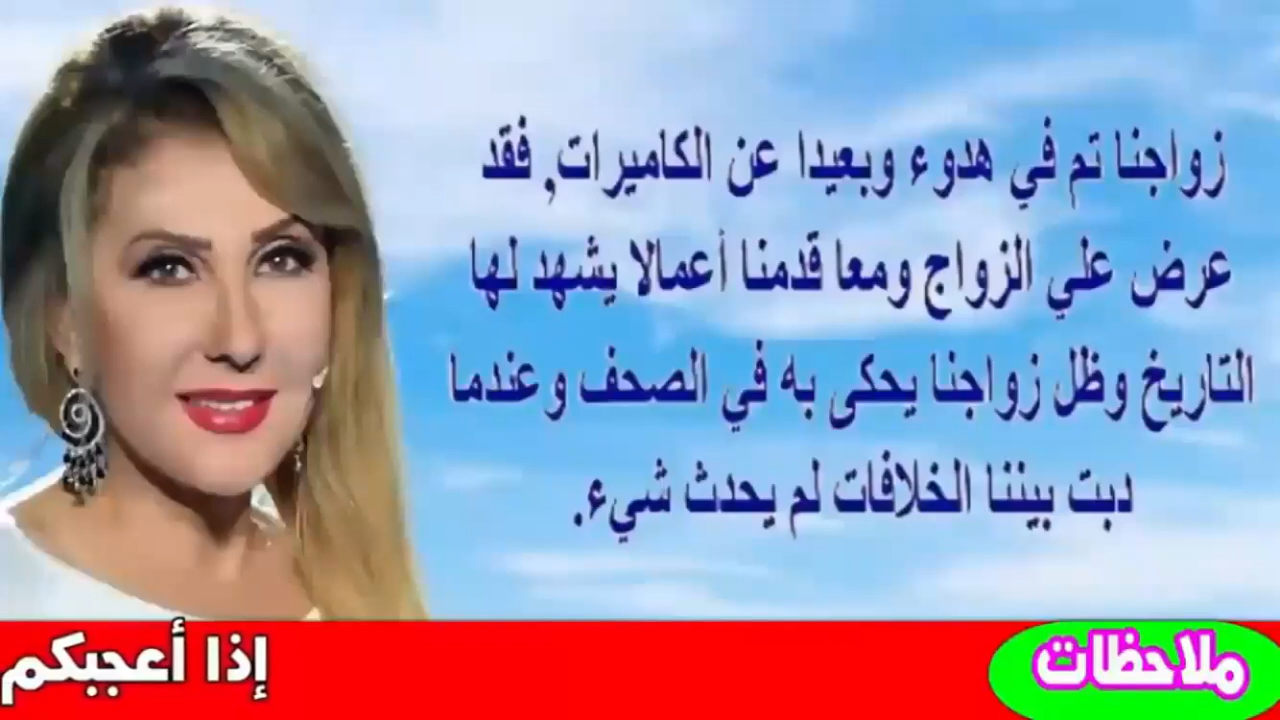 زواجنا تم في هدوء وبعيدا عن الكاميرات, فقد
عرض علي الزواج ومعا قدمنا أعمالا يشهد لها
التاريخ وظل زواجنا يحكى به في الصحف وعندما
دبت بيننا الخلافات لم يحدث شيء.
ملاحظات
إذا أعجبكم